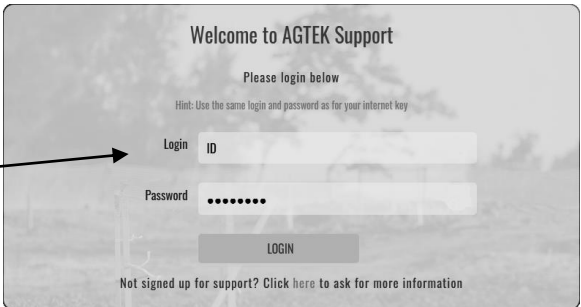 Welcome to AGTEK Support
Please login below
Hint: Use the same login and password as for your internet key
Login ID
Password ●●●●●●●●
LOGIN
Not signed up for support? Click here to ask for more information